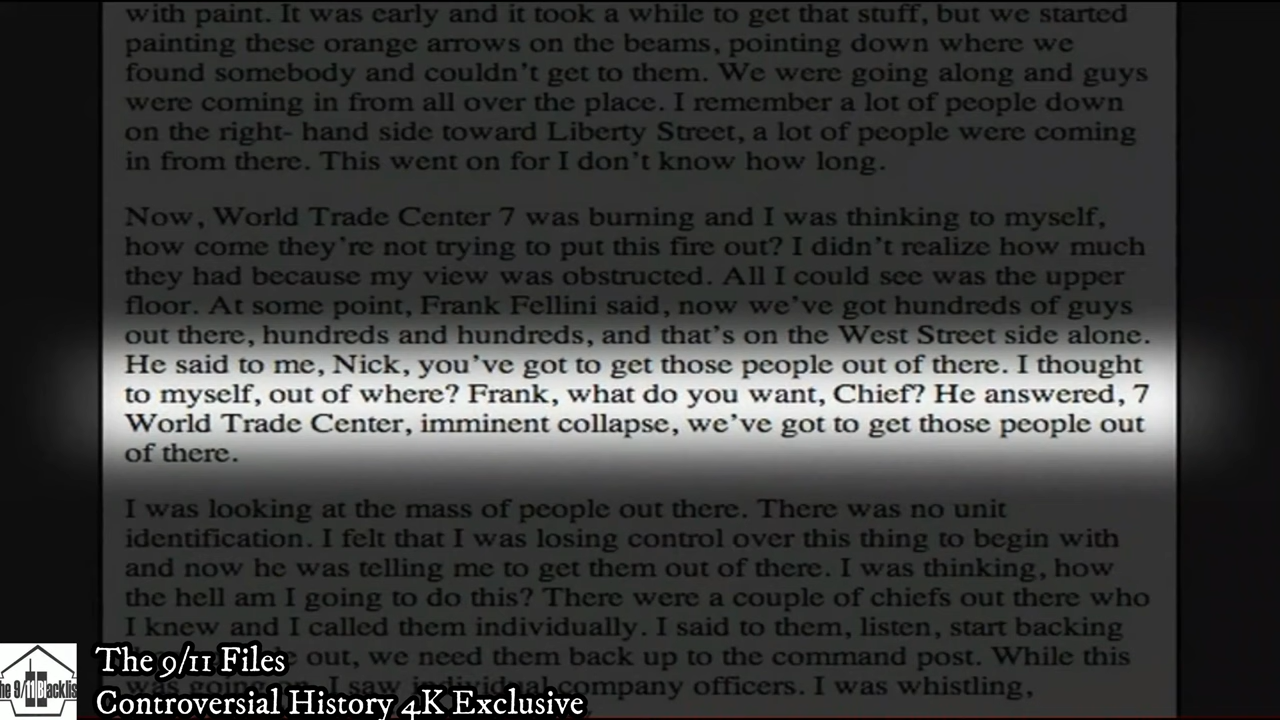 with paint. It was early and it took a while to get that stuff, but we started
painting these orange arrows on the beams, pointing down where we
found somebody and couldn't get to them. We were going along and guys
were coming in from all over the place. I remember a lot of people down
on the right- hand side toward Liberty Street, a lot of people were coming
in from there. This went on for I don't know how long.
Now, World Trade Center 7 was burning and I was thinking to myself,
how come they're not trying to put this fire out? I didn't realize how much
they had because my view was obstructed. All I could see was the upper
floor. At some point, Frank Fellini said, now we've got hundreds of guys
out there, hundreds and hundreds, and that's on the West Street side alone.
He said to me, Nick, you've got to get those people out of there. I thought
to myself, out of where? Frank, what do you want, Chief? He answered, 7
World Trade Center, imminent collapse, we've got to get those people out
of there.
I was looking at the mass of people out there. There was no unit
identification. I felt that I was losing control over this thing to begin with
and now he was telling me to get them out of there. I was thinking, how
the hell am I going to do this? There were a couple of chiefs out there who
I knew and I called them individually. I said to them, listen, start backing
out, we need them back up to the command post. While this
was going on, I saw individual company officers. I was whistling,
The 9/11 Files
Controversial History 4K Exclusive
The 9/11 Blacklist